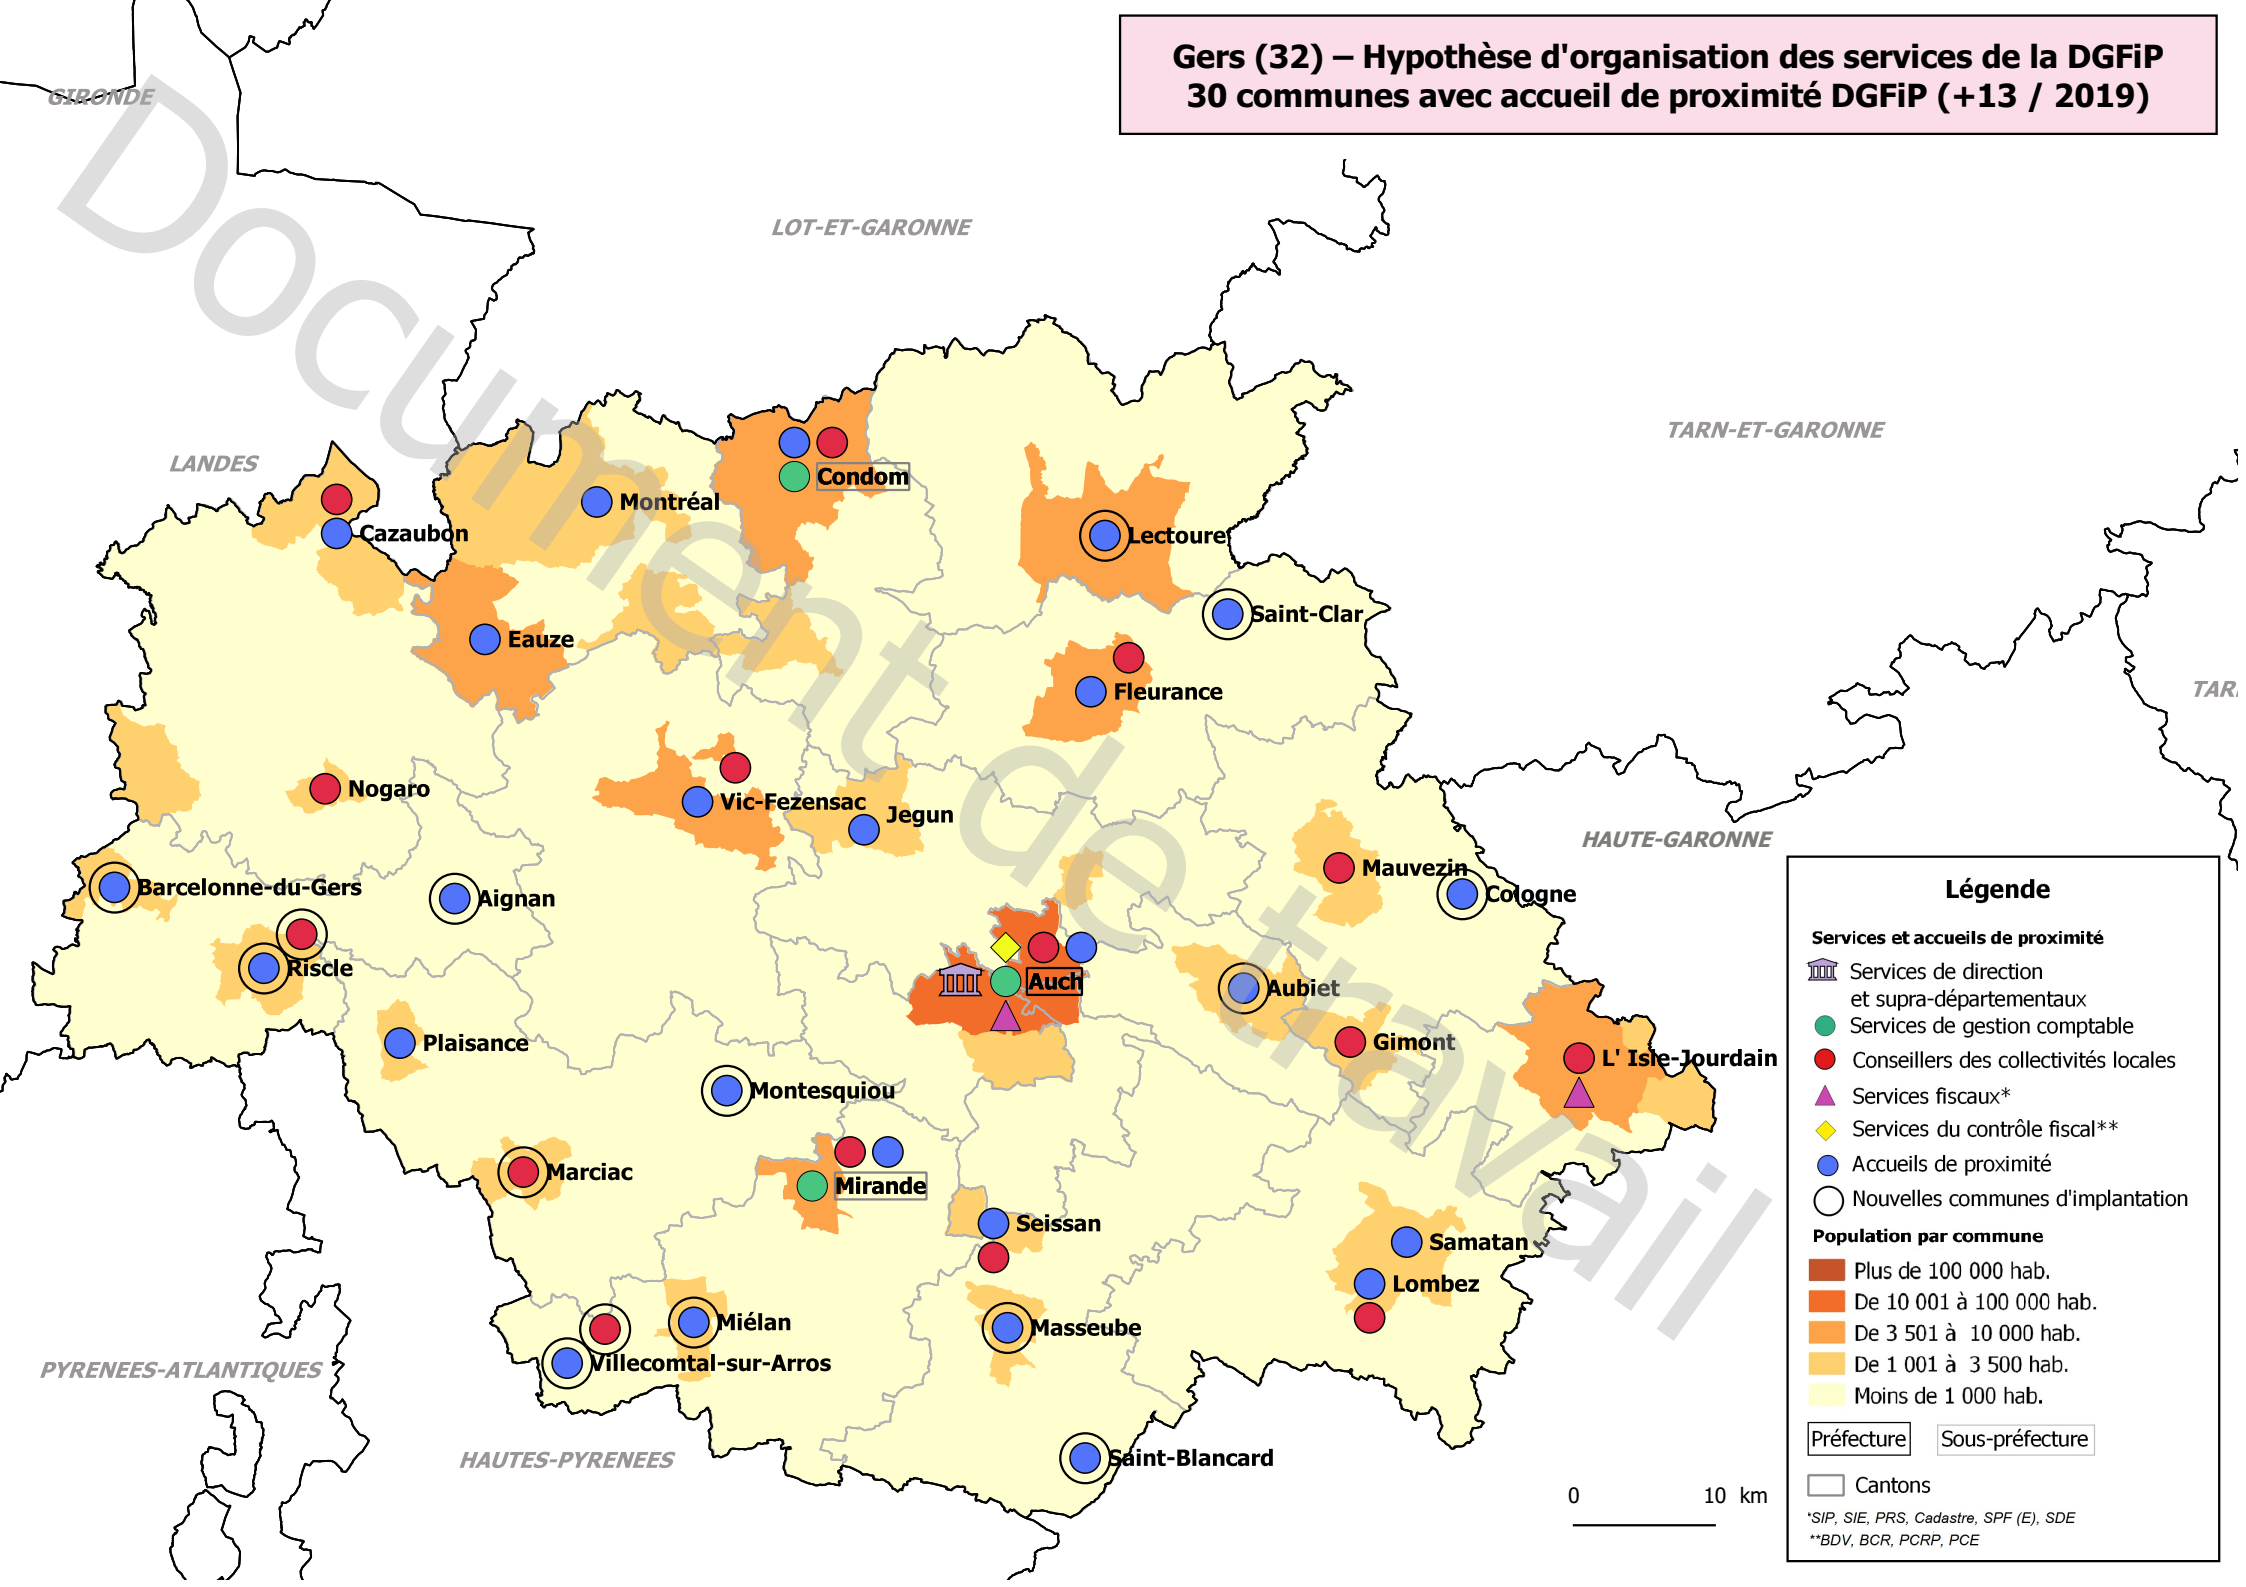 Gers (32) – Hypothèse d'organisation des services de la DGFiP
30 communes avec accueil de proximité DGFiP (+13 / 2019)
GIRONDE
LOT-ET-GARONNE
TARN-ET-GARONNE
LANDES
Condom
Montréal
Cazaubon
Lectoure
Saint-Clar
Eauze
Fleurance
TAR
Nogaro
Vic-Fezensac
Jegun
HAUTE-GARONNE
Mauvezin
Cologne
Barcelonne-du-Gers
Aignan
Riscle
Auch
Aubiet
Plaisance
Gimont
L' Isle-Jourdain
Montesquiou
Marciac
Mirande
Seissan
Samatan
Lombez
Miélan
Masseube
Villecomtal-sur-Arros
PYRENEES-ATLANTIQUES
HAUTES-PYRENEES
Saint-Blancard
Document de travail
0 10 km
Légende
Services et accueils de proximité
Services de direction
et supra-départementaux
Services de gestion comptable
Conseillers des collectivités locales
Services fiscaux*
Services du contrôle fiscal**
Accueils de proximité
Nouvelles communes d'implantation
Population par commune
Plus de 100 000 hab.
De 10 001 à 100 000 hab.
De 3 501 à 10 000 hab.
De 1 001 à 3 500 hab.
Moins de 1 000 hab.
Préfecture Sous-préfecture
Cantons
*SIP, SIE, PRS, Cadastre, SPF (E), SDE
**BDV, BCR, PCRP, PCE